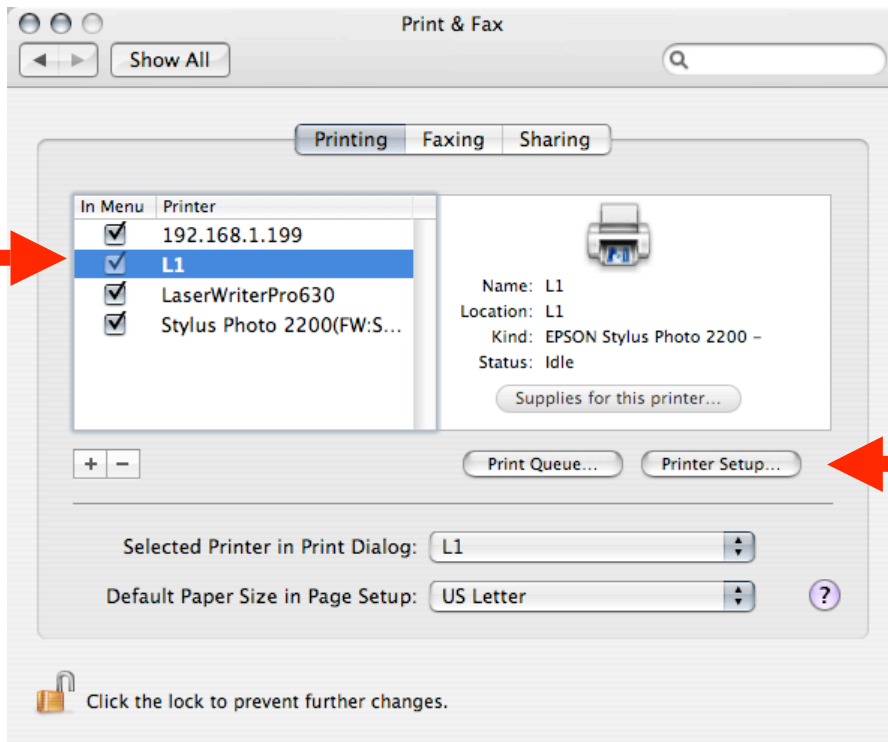 Print & Fax
Show All
Printing Faxing Sharing
In Menu Printer
192.168.1.199
L1
LaserWriterPro630
Stylus Photo 2200(FW:S...
Name: L1
Location: L1
Kind: EPSON Stylus Photo 2200 –
Status: Idle
Supplies for this printer...
+ –
Print Queue... Printer Setup...
Selected Printer in Print Dialog: L1
Default Paper Size in Page Setup: US Letter ?
Click the lock to prevent further changes.